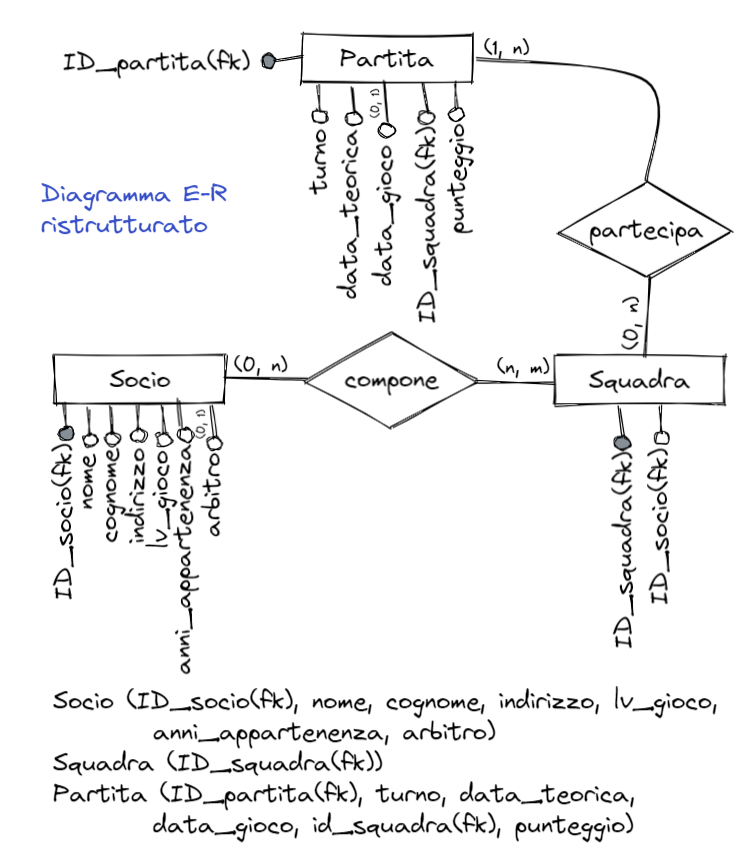 ID_partita(fk)
Partita
(1, n)
turno
data_teorica
(0, 1)
data_gioco
ID_squadra(fk)
punteggio
Diagramma E-R
ristrutturato
partecipa
(0, n)
Socio
(0, n)
compone
(n, m)
Squadra
ID_socio(fk)
nome
cognome
indirizzo
lv_gioco
anni_appartenenza
(0, 1)
arbitro
ID_squadra(fk)
ID_socio(fk)
Socio (ID_socio(fk), nome, cognome, indirizzo, lv_gioco,
anni_appartenenza, arbitro)
Squadra (ID_squadra(fk))
Partita (ID_partita(fk), turno, data_teorica,
data_gioco, id_squadra(fk), punteggio)